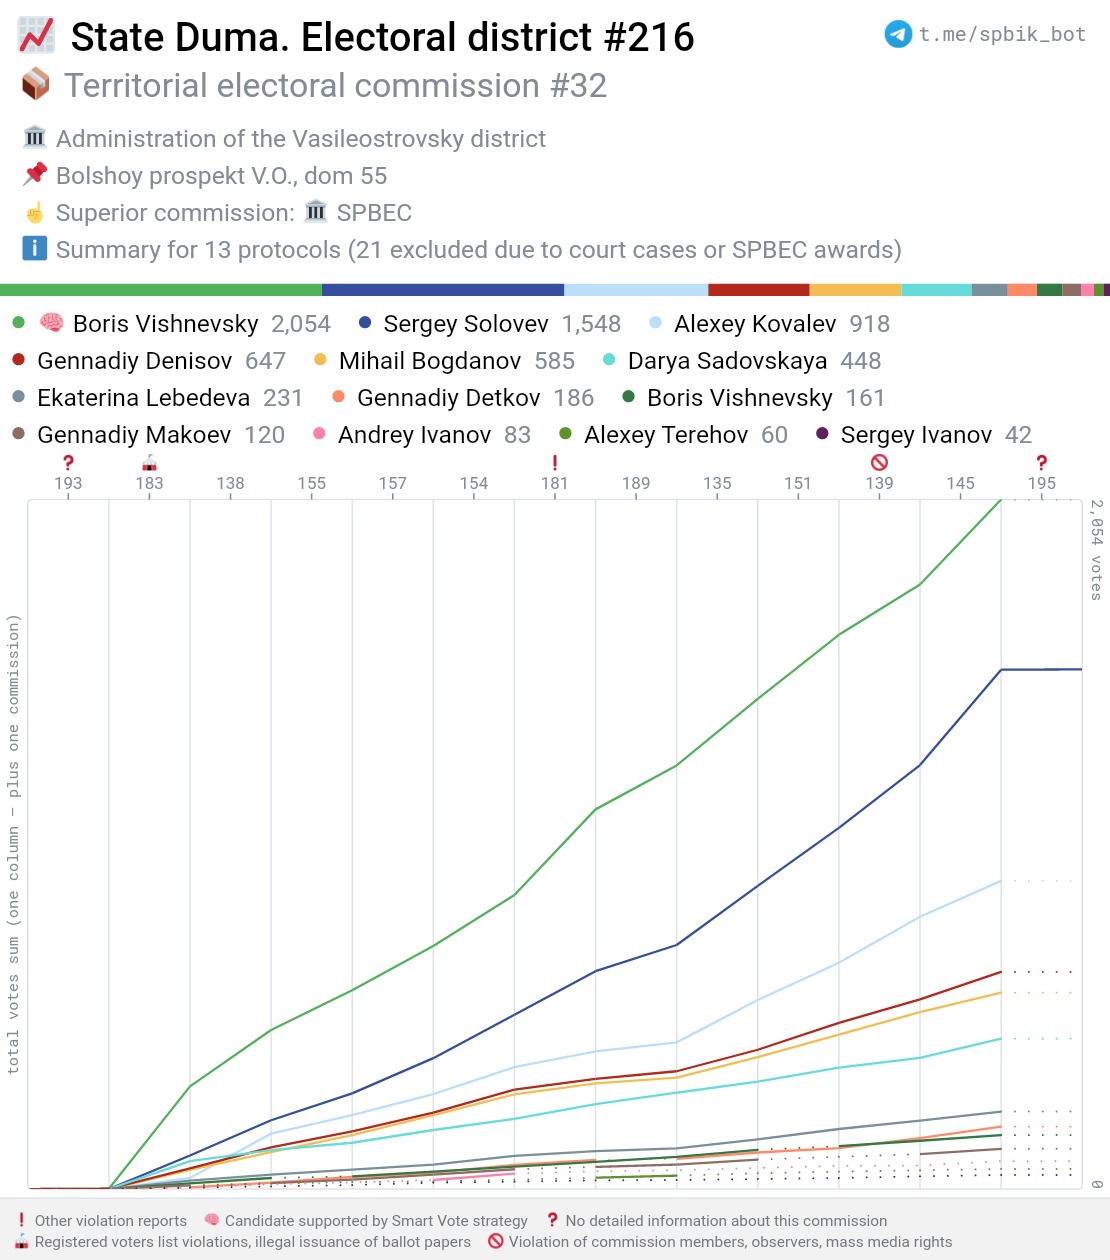 State Duma. Electoral district #216
t.me/spbik_bot
Territorial electoral commission #32
Administration of the Vasileostrovsky district
Bolshoy prospekt V.O., dom 55
Superior commission: SPBEC
Summary for 13 protocols (21 excluded due to court cases or SPBEC awards)
Boris Vishnevsky 2,054 Sergey Solovev 1,548 Alexey Kovalev 918
Gennadiy Denisov 647 Mihail Bogdanov 585 Darya Sadovskaya 448
Ekaterina Lebedeva 231 Gennadiy Detkov 186 Boris Vishnevsky 161
Gennadiy Makoev 120 Andrey Ivanov 83 Alexey Terehov 60 Sergey Ivanov 42
193 183 138 155 157 154 181 189 135 151 139 145 195
2,054 votes
total votes sum (one column – plus one commission)
0
Other violation reports Candidate supported by Smart Vote strategy No detailed information about this commission
Registered voters list violations, illegal issuance of ballot papers Violation of commission members, observers, mass media rights